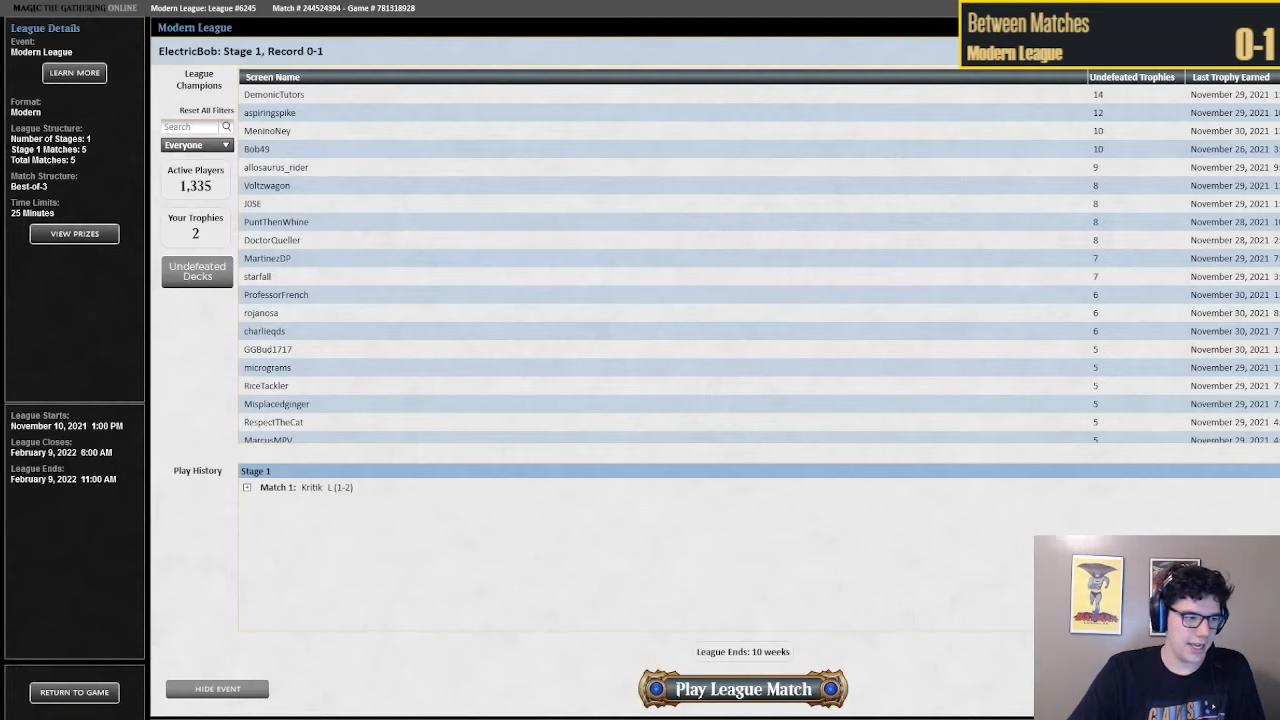 MAGIC THE GATHERING ONLINE
Modern League: League #6245
Match # 244524394 - Game # 781318928
League Details
Event:
Modern League
LEARN MORE
Format:
Modern
League Structure:
Number of Stages: 1
Stage 1 Matches: 5
Total Matches: 5
Match Structure:
Best-of-3
Time Limits:
25 Minutes
VIEW PRIZES
League Starts:
November 10, 2021 1:00 PM
League Closes:
February 9, 2022 6:00 AM
League Ends:
February 9, 2022 11:00 AM
RETURN TO GAME
Modern League
ElectricBob: Stage 1, Record 0-1
Between Matches
Modern League
0-1
League
Champions
Reset All Filters
Search
Everyone
Active Players
1,335
Your Trophies
2
Undefeated
Decks
Screen Name Undefeated Trophies Last Trophy Earned
DemonicTutors 14 November 29, 2021
aspiringspike 12 November 29, 2021
MeninoNey 10 November 30, 2021
Bob49 10 November 26, 2021
allosaurus_rider 9 November 29, 2021
Voltzwagon 8 November 29, 2021
J0SE 8 November 29, 2021
PuntThenWhine 8 November 28, 2021
DoctorQueller 8 November 28, 2021
MartinezDP 7 November 29, 2021
starfall 7 November 29, 2021
ProfessorFrench 6 November 30, 2021
rojanosa 6 November 30, 2021
charlieqds 6 November 30, 2021
GGBud1717 5 November 30, 2021
micrograms 5 November 29, 2021
RiceTackler 5 November 29, 2021
Misplacedginger 5 November 29, 2021
RespectTheCat 5 November 29, 2021
MarcusMPV 5 November 29, 2021
Play History
Stage 1
Match 1: Kritik L (1-2)
League Ends: 10 weeks
HIDE EVENT
Play League Match